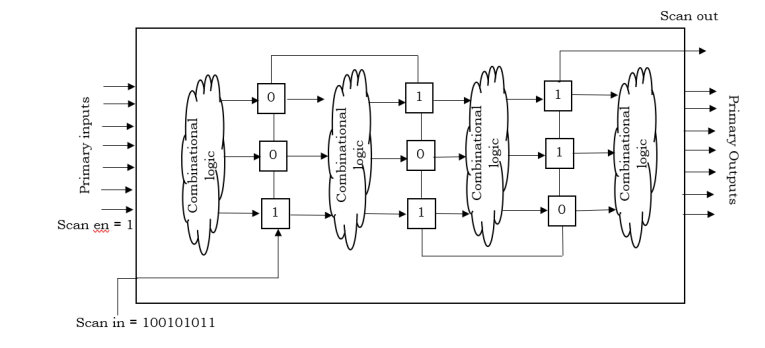 Scan out
Primary inputs
Combinational
logic
0
0
1
Combinational
logic
1
0
1
Combinational
logic
1
1
0
Combinational
logic
Primary Outputs
Scan en = 1
Scan in = 100101011